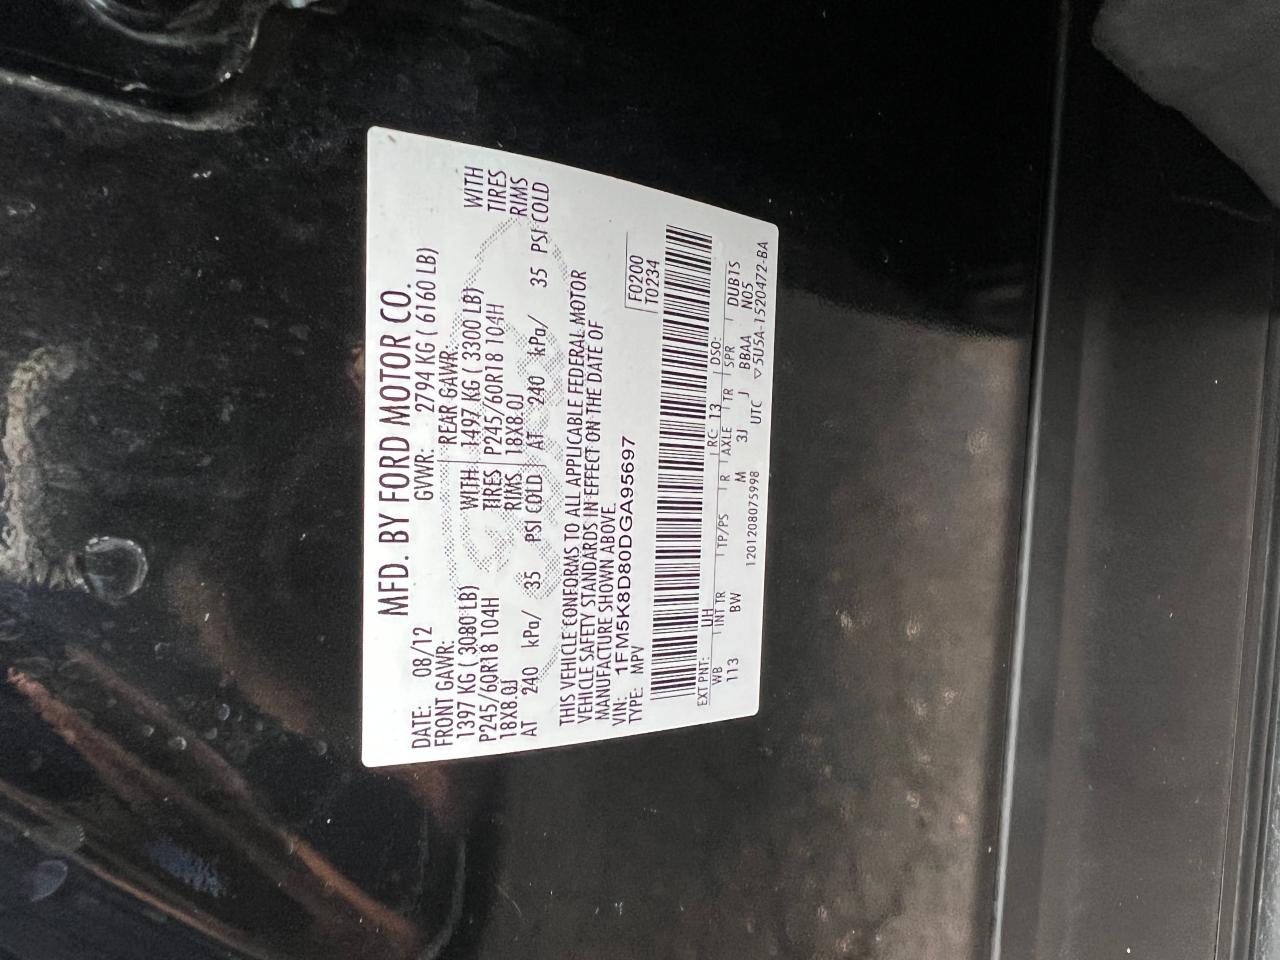 MFD. BY FORD MOTOR CO.
DATE: 08/12 GVWR: 2794 KG ( 6160 LB)
FRONT GAWR: REAR GAWR:
1397 KG ( 3080 LB) WITH 1497 KG ( 3300 LB) WITH
P245/60R18 104H TIRES P245/60R18 104H TIRES
18X8.0J RIMS 18X8.0J RIMS
AT 240 kPa/ 35 PSI COLD AT 240 kPa/ 35 PSI COLD
THIS VEHICLE CONFORMS TO ALL APPLICABLE FEDERAL MOTOR
VEHICLE SAFETY STANDARDS IN EFFECT ON THE DATE OF
MANUFACTURE SHOWN ABOVE.
VIN: 1FM5K8D80DGA95697 F0200
TYPE: MPV T0234
EXT PNT: UH RC: 13 DSO:
WB INT TR TP/PS R AXLE TR SPR DUB1S
113 BW M 3J J BBAA N05
1201208075998 UTC ▽5U5A-1520472-BA